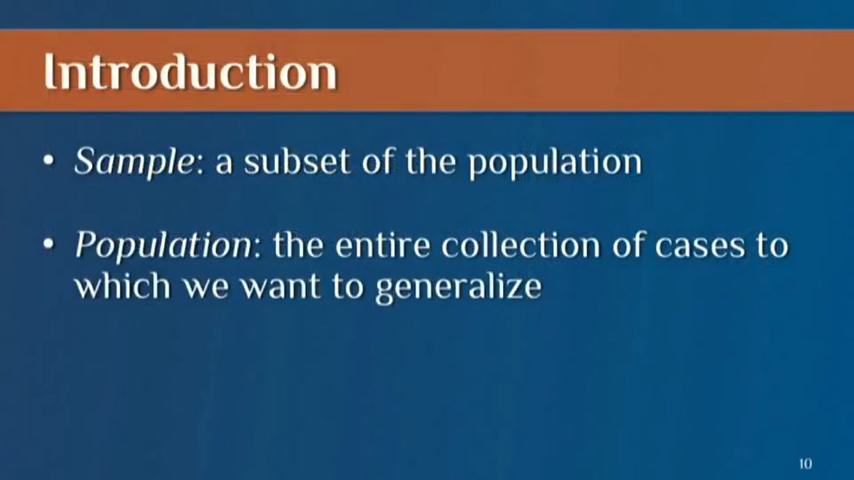 Introduction
• Sample: a subset of the population
• Population: the entire collection of cases to
which we want to generalize
10